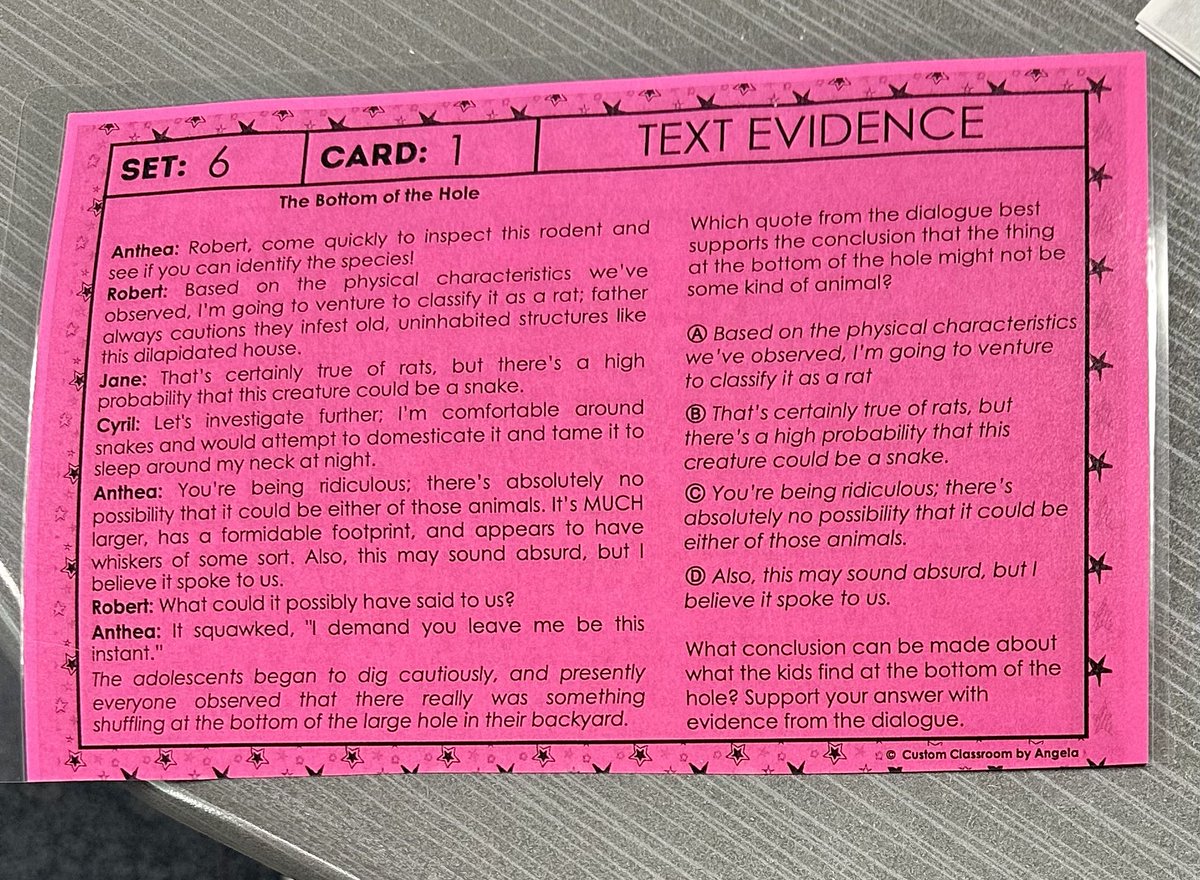 SET: 6
CARD: 1
TEXT EVIDENCE
The Bottom of the Hole
Anthea: Robert, come quickly to inspect this rodent and
see if you can identify the species!
Robert: Based on the physical characteristics we've
observed, I'm going to venture to classify it as a rat; father
always cautions they infest old, uninhabited structures like
this dilapidated house.
Jane: That's certainly true of rats, but there's a high
probability that this creature could be a snake.
Cyril: Let's investigate further; I'm comfortable around
snakes and would attempt to domesticate it and tame it to
sleep around my neck at night.
Anthea: You're being ridiculous; there's absolutely no
possibility that it could be either of those animals. It's MUCH
larger, has a formidable footprint, and appears to have
whiskers of some sort. Also, this may sound absurd, but I
believe it spoke to us.
Robert: What could it possibly have said to us?
Anthea: It squawked, "I demand you leave me be this
instant."
The adolescents began to dig cautiously, and presently
everyone observed that there really was something
shuffling at the bottom of the large hole in their backyard.
Which quote from the dialogue best
supports the conclusion that the thing
at the bottom of the hole might not be
some kind of animal?
Ⓐ Based on the physical characteristics
we've observed, I'm going to venture
to classify it as a rat
Ⓑ That's certainly true of rats, but
there's a high probability that this
creature could be a snake.
Ⓒ You're being ridiculous; there's
absolutely no possibility that it could be
either of those animals.
Ⓓ Also, this may sound absurd, but I
believe it spoke to us.
What conclusion can be made about
what the kids find at the bottom of the
hole? Support your answer with
evidence from the dialogue.
© Custom Classroom by Angela